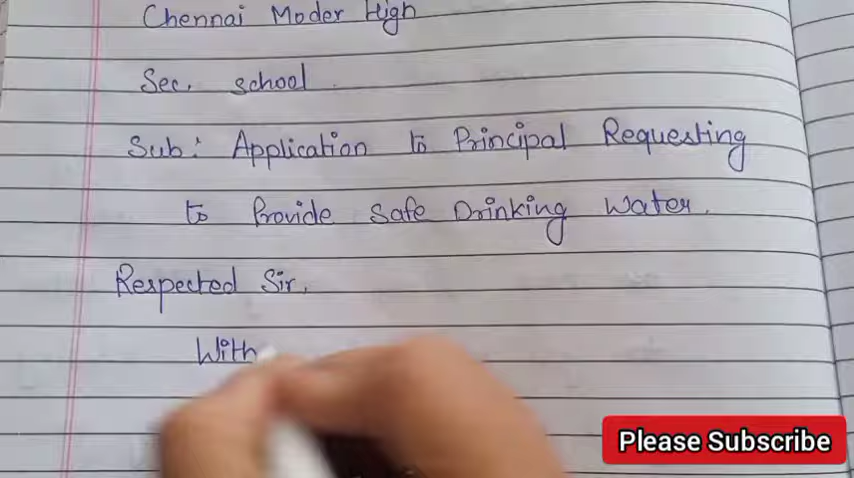 Chennai Moder High
Sec. school
Sub: Application to Principal Requesting
to Provide Safe Drinking Water.
Respected Sir,
With
Please Subscribe